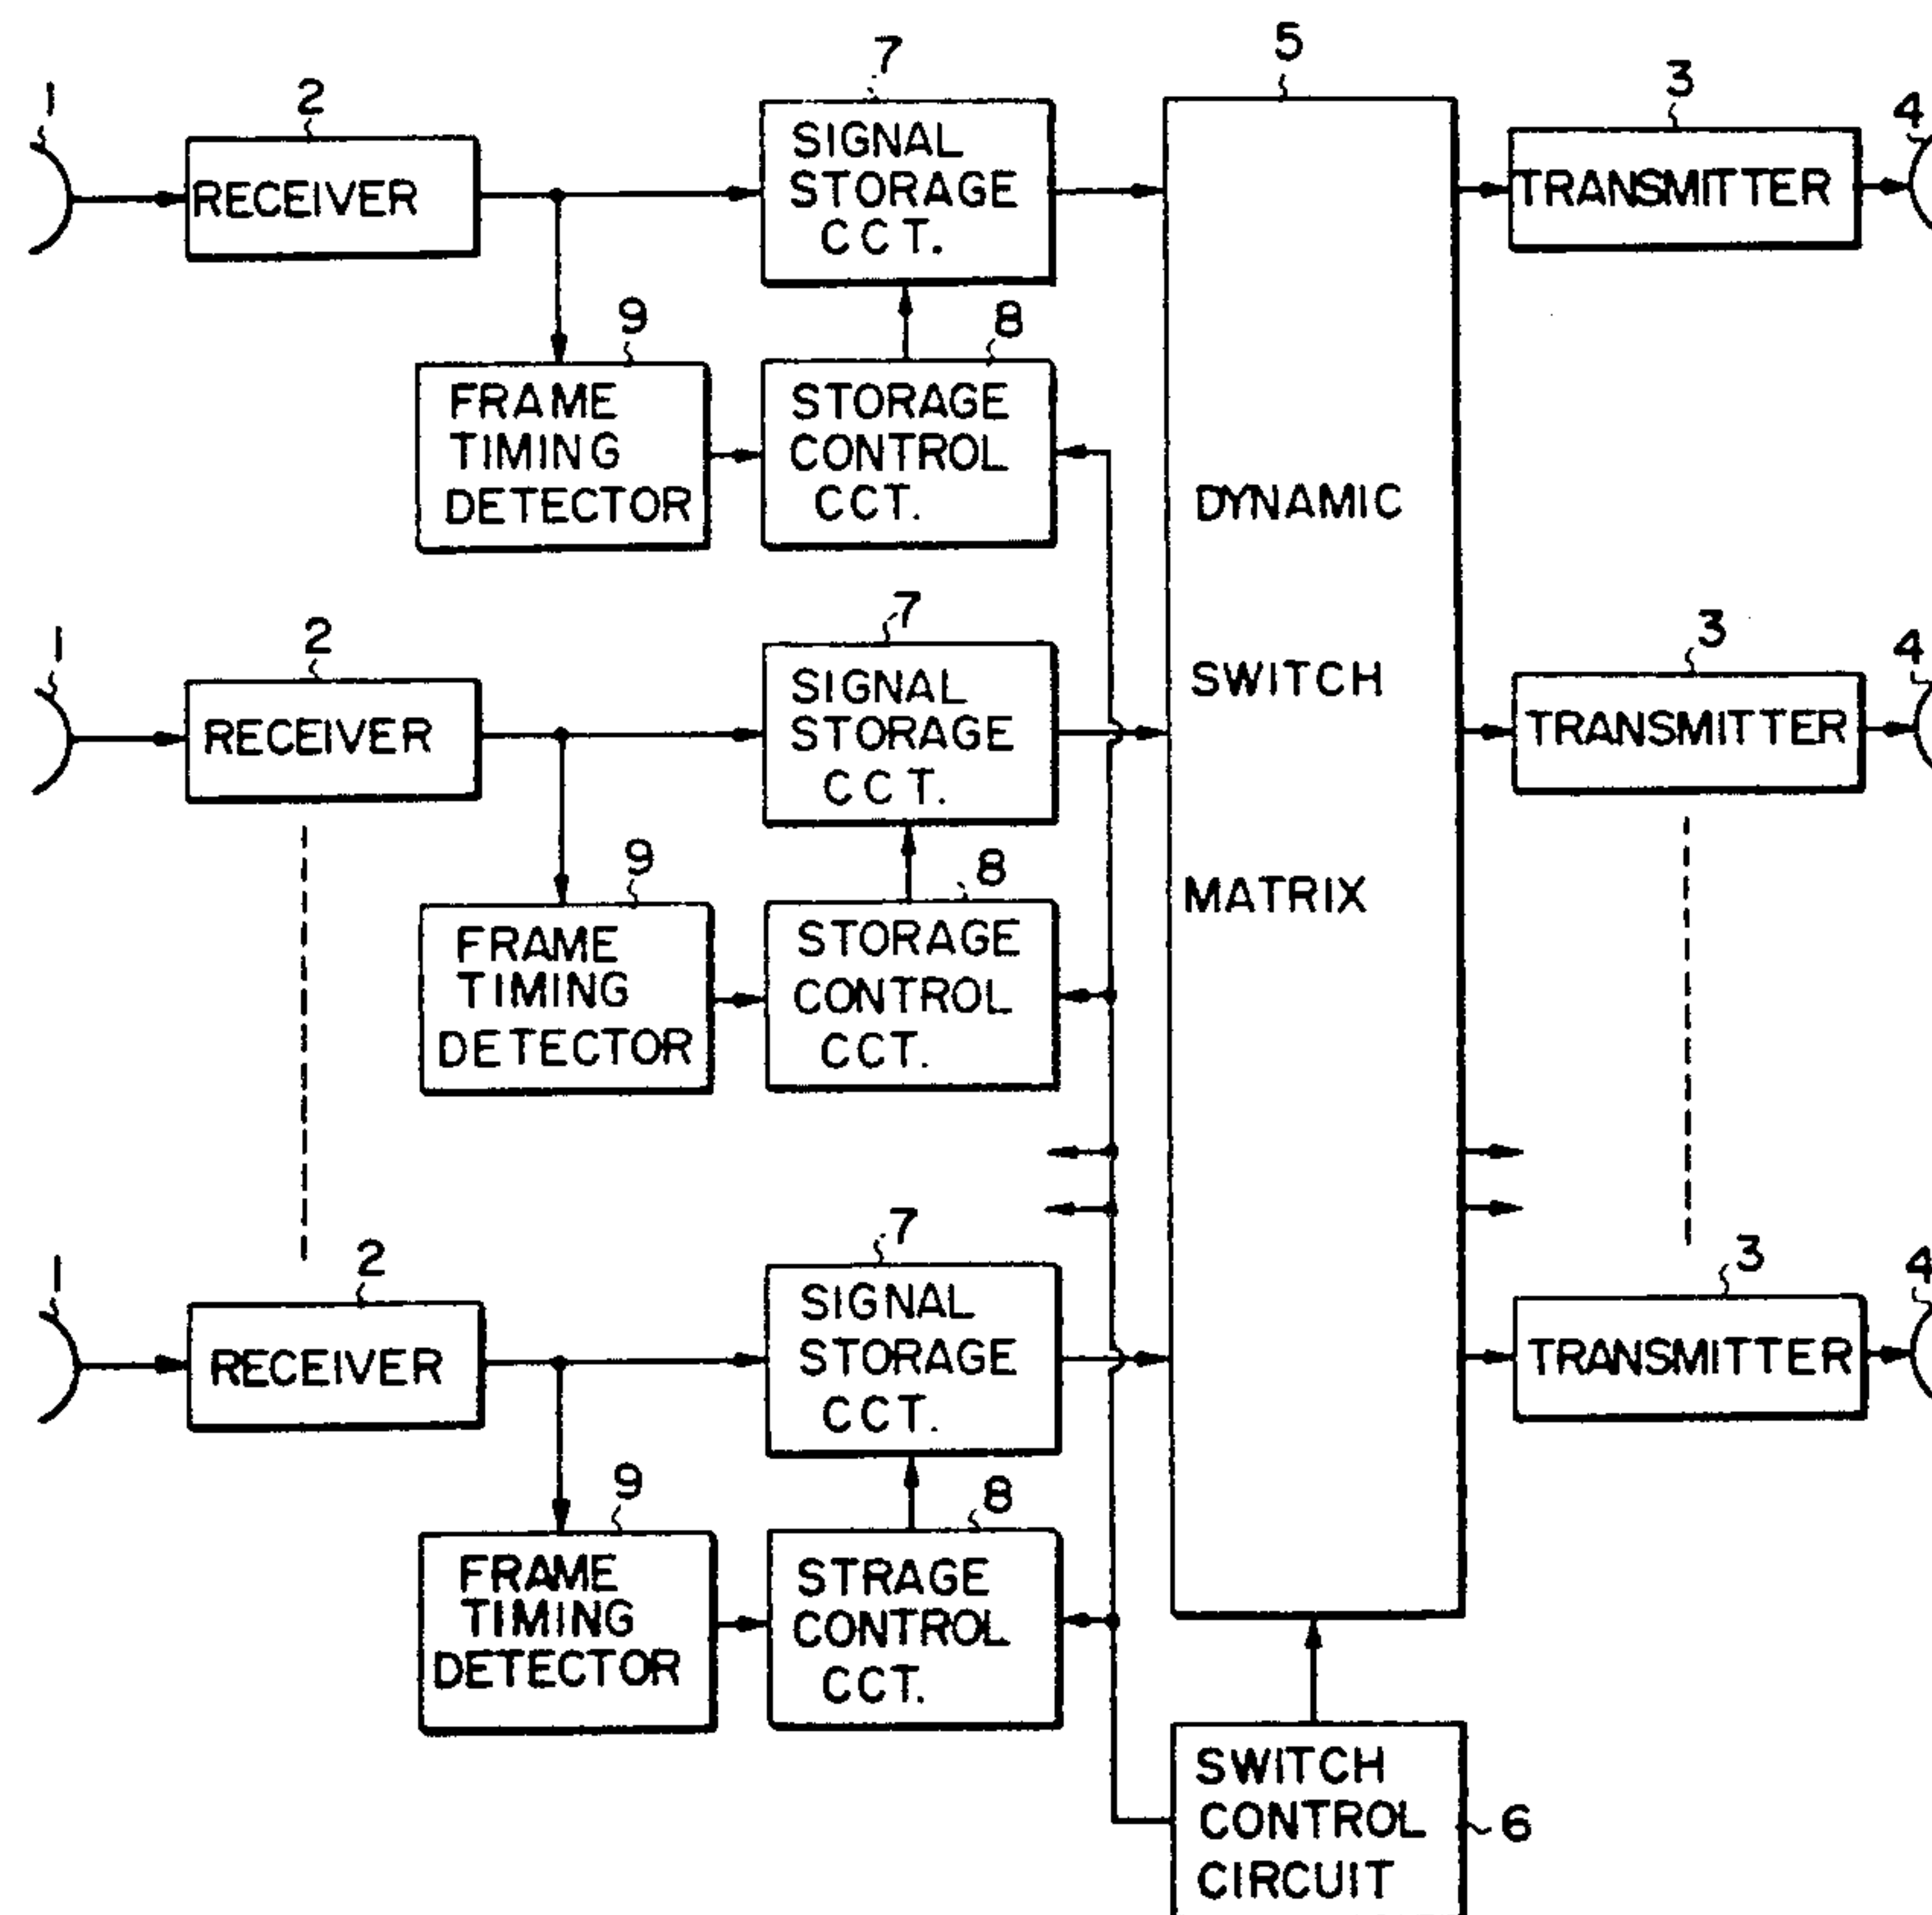 7
5
3
1
2
4
SIGNAL
STORAGE
CCT.
RECEIVER
TRANSMITTER
9
8
FRAME
TIMING
DETECTOR
STORAGE
CONTROL
CCT.
DYNAMIC
SWITCH
MATRIX
1
2
7
3
4
RECEIVER
SIGNAL
STORAGE
CCT.
TRANSMITTER
9
8
FRAME
TIMING
DETECTOR
STORAGE
CONTROL
CCT.
1
2
7
3
4
RECEIVER
SIGNAL
STORAGE
CCT.
TRANSMITTER
9
8
FRAME
TIMING
DETECTOR
STRAGE
CONTROL
CCT.
SWITCH
CONTROL
CIRCUIT
6